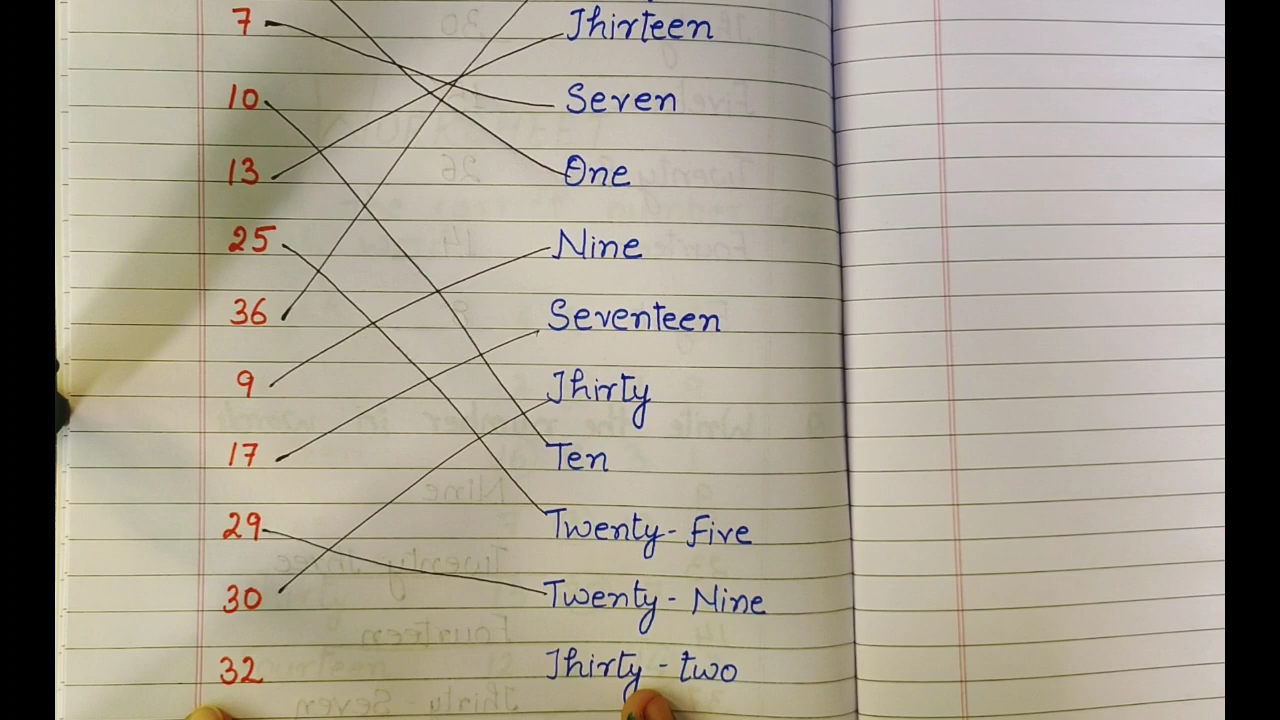 7 Thirteen
10 Seven
13 One
25 Nine
36 Seventeen
9 Thirty
17 Ten
29 Twenty-Five
30 Twenty-Nine
32 Thirty-two